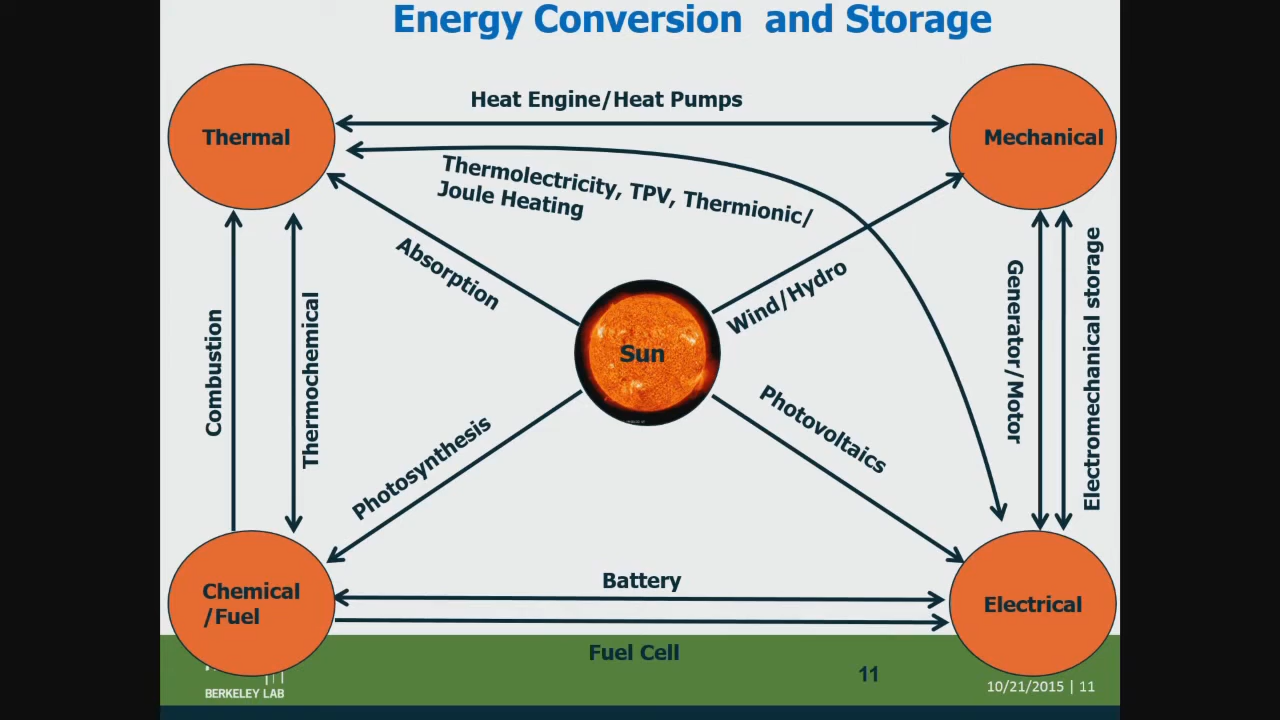 Energy Conversion and Storage
Heat Engine/Heat Pumps
Thermal
Mechanical
Thermolectricity, TPV, Thermionic/
Joule Heating
Absorption
Wind/Hydro
Sun
Combustion
Thermochemical
Generator/Motor
Electromechanical storage
Photosynthesis
Photovoltaics
Chemical
/Fuel
Battery
Electrical
Fuel Cell
11
BERKELEY LAB
10/21/2015 | 11